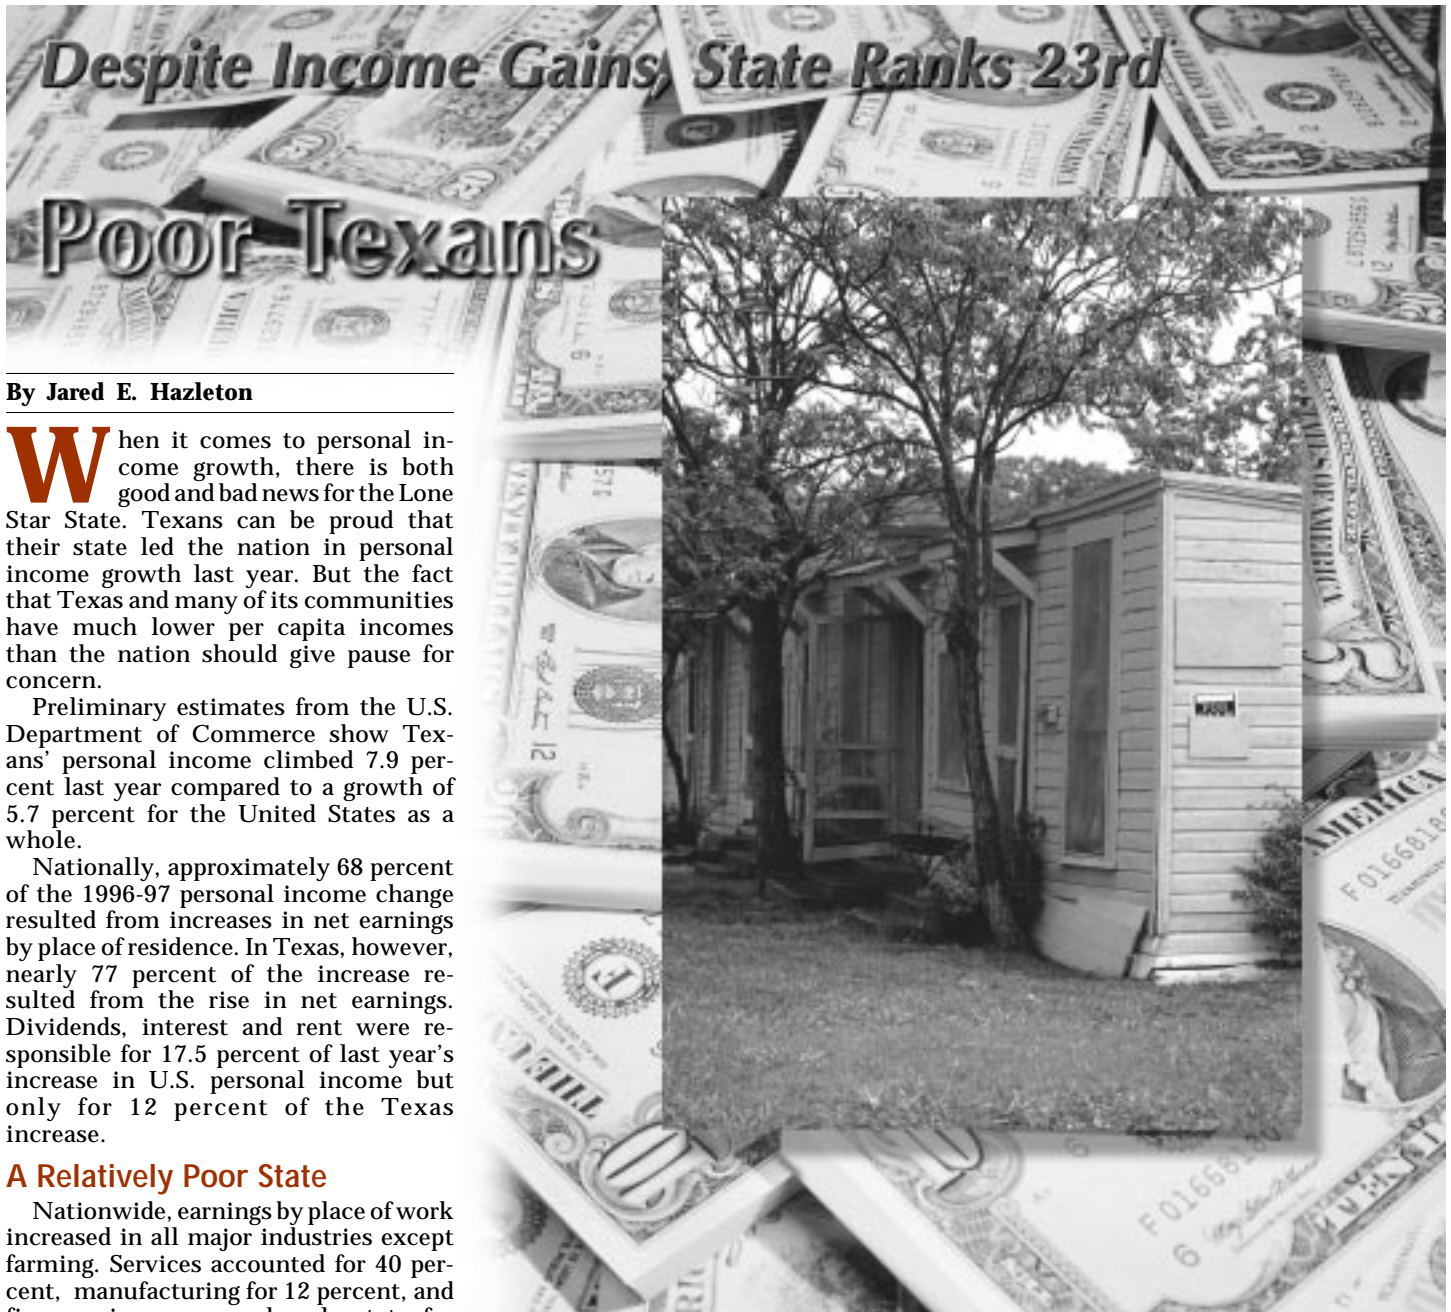 Despite Income Gains, State Ranks 23rd
Poor Texans
By Jared E. Hazleton
When it comes to personal in-
come growth, there is both
good and bad news for the Lone
Star State. Texans can be proud that
their state led the nation in personal
income growth last year. But the fact
that Texas and many of its communities
have much lower per capita incomes
than the nation should give pause for
concern.
Preliminary estimates from the U.S.
Department of Commerce show Tex-
ans’ personal income climbed 7.9 per-
cent last year compared to a growth of
5.7 percent for the United States as a
whole.
Nationally, approximately 68 percent
of the 1996-97 personal income change
resulted from increases in net earnings
by place of residence. In Texas, however,
nearly 77 percent of the increase re-
sulted from the rise in net earnings.
Dividends, interest and rent were re-
sponsible for 17.5 percent of last year’s
increase in U.S. personal income but
only for 12 percent of the Texas
increase.
A Relatively Poor State
Nationwide, earnings by place of work
increased in all major industries except
farming. Services accounted for 40 per-
cent, manufacturing for 12 percent, and
AMERICA